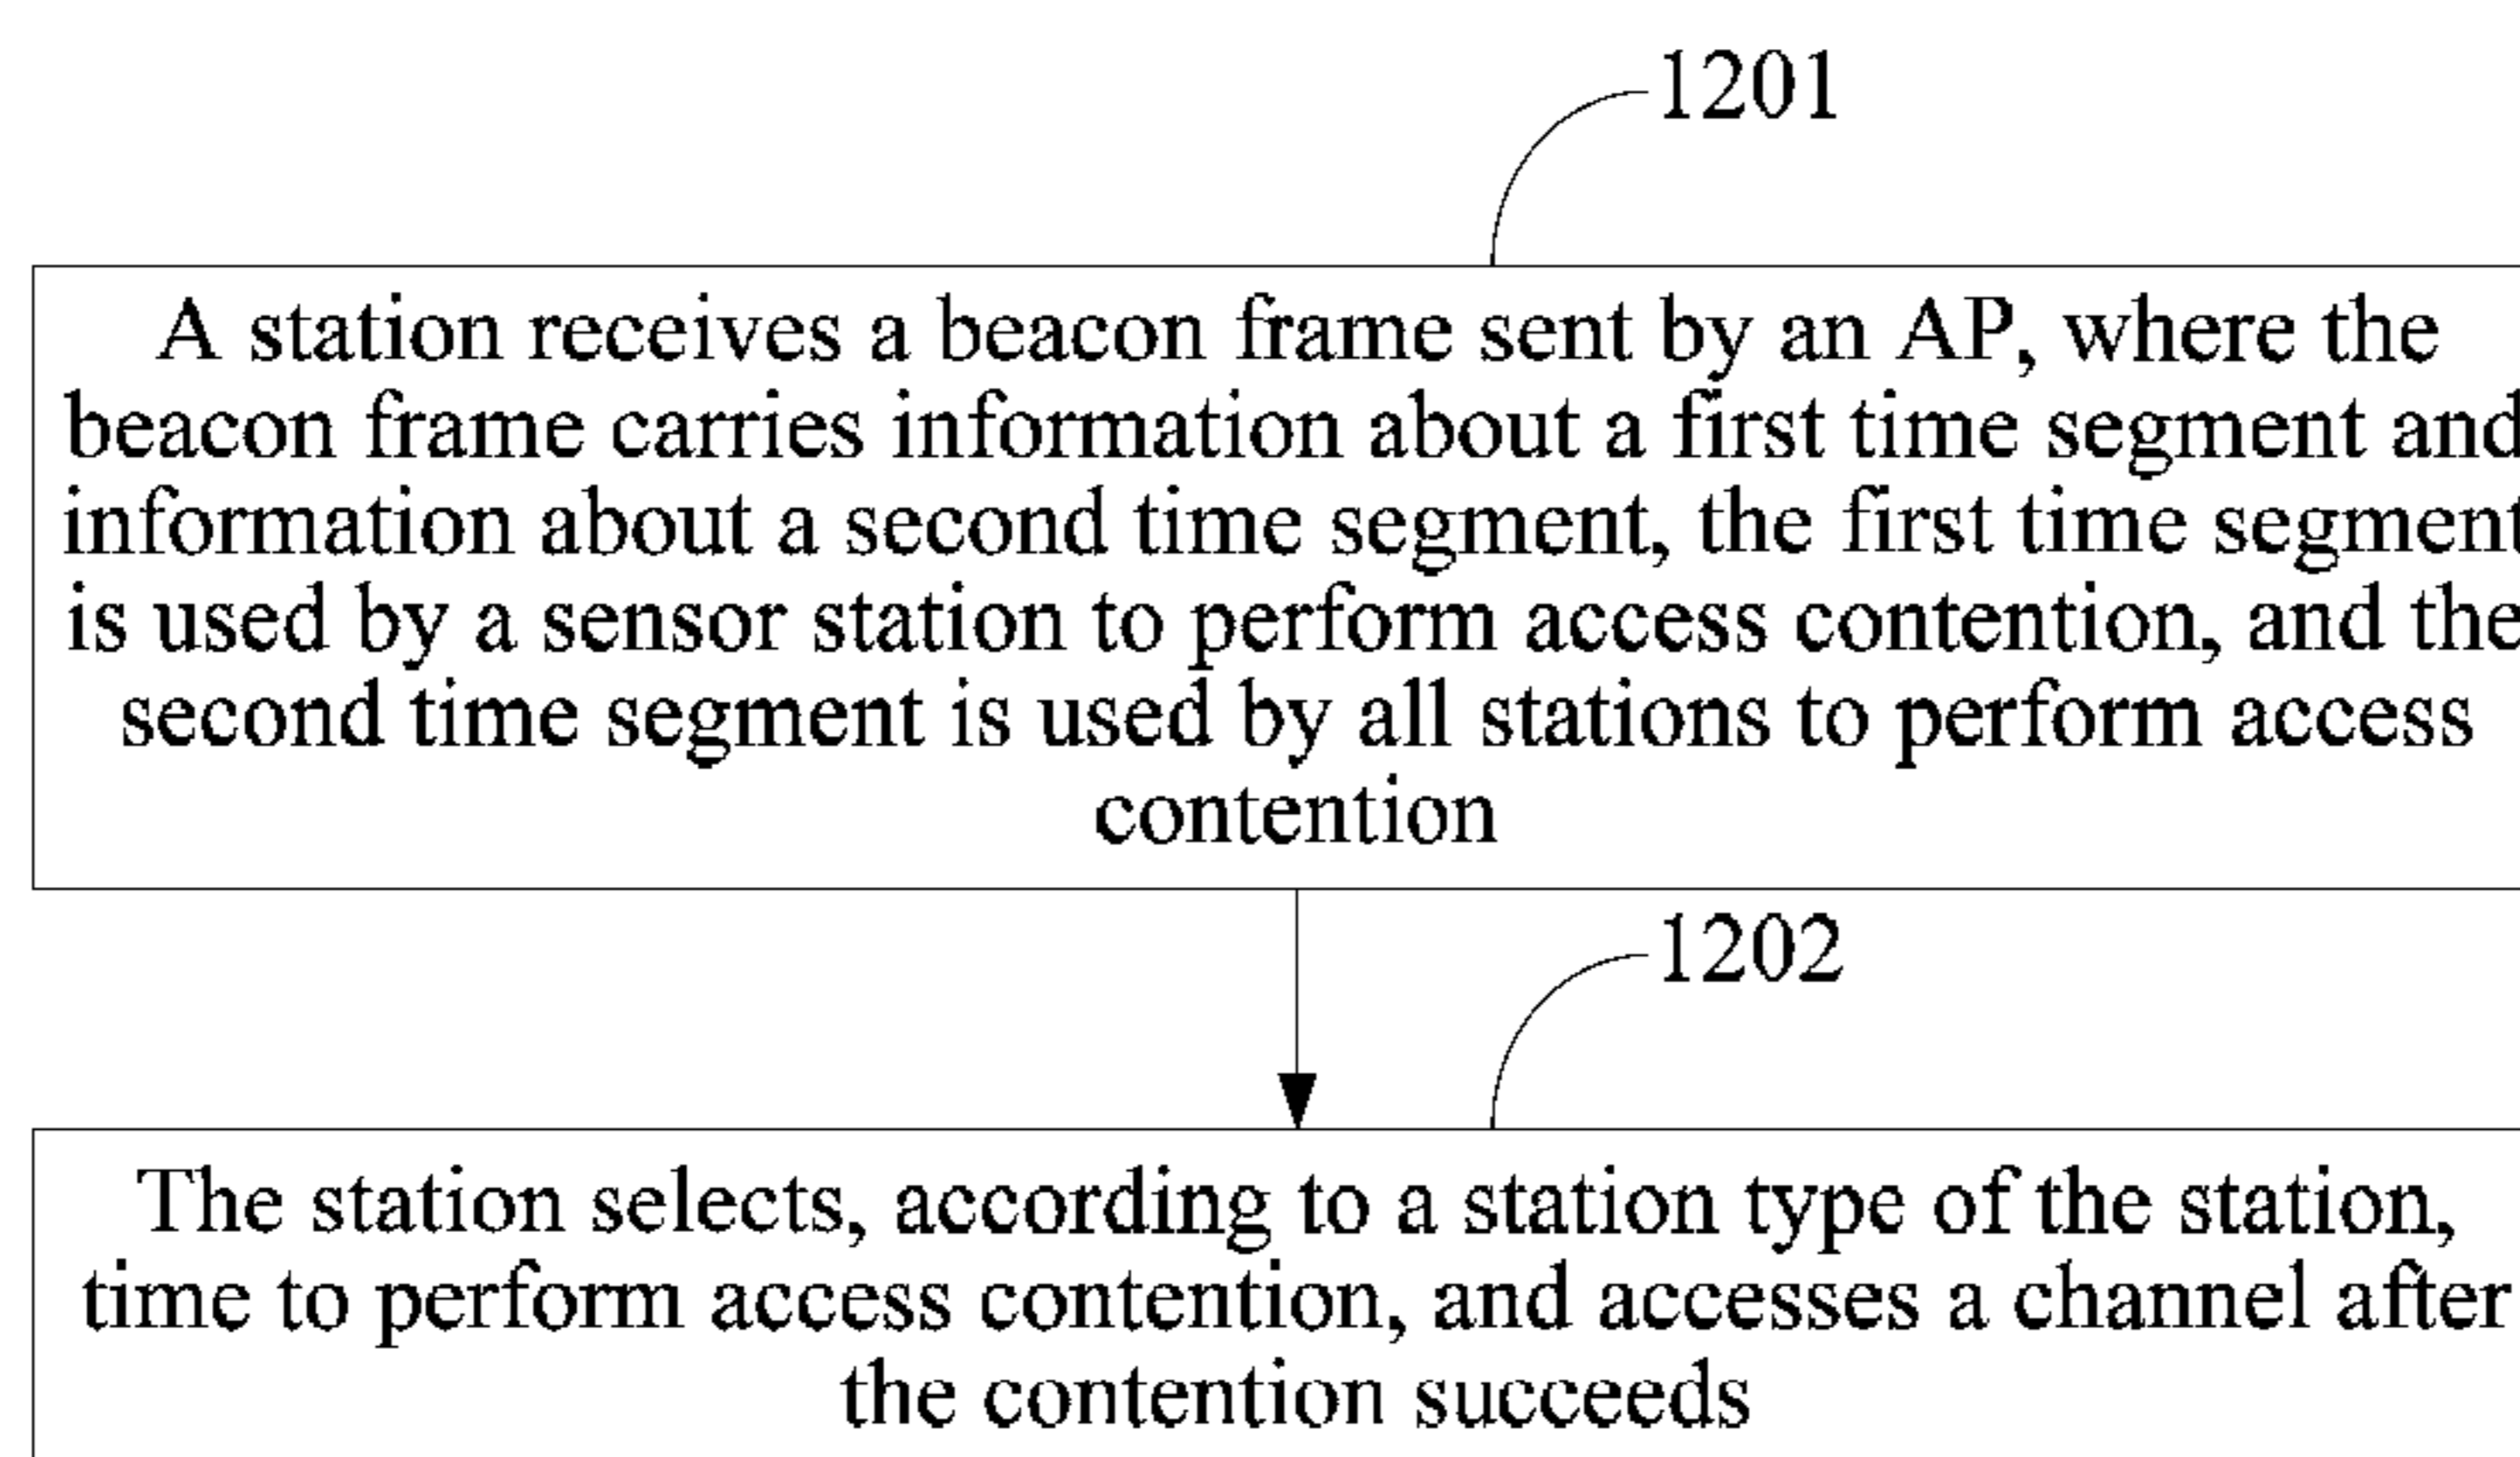 1201
A station receives a beacon frame sent by an AP, where the
beacon frame carries information about a first time segment and
information about a second time segment, the first time segment
is used by a sensor station to perform access contention, and the
second time segment is used by all stations to perform access
contention
1202
The station selects, according to a station type of the station,
time to perform access contention, and accesses a channel after
the contention succeeds